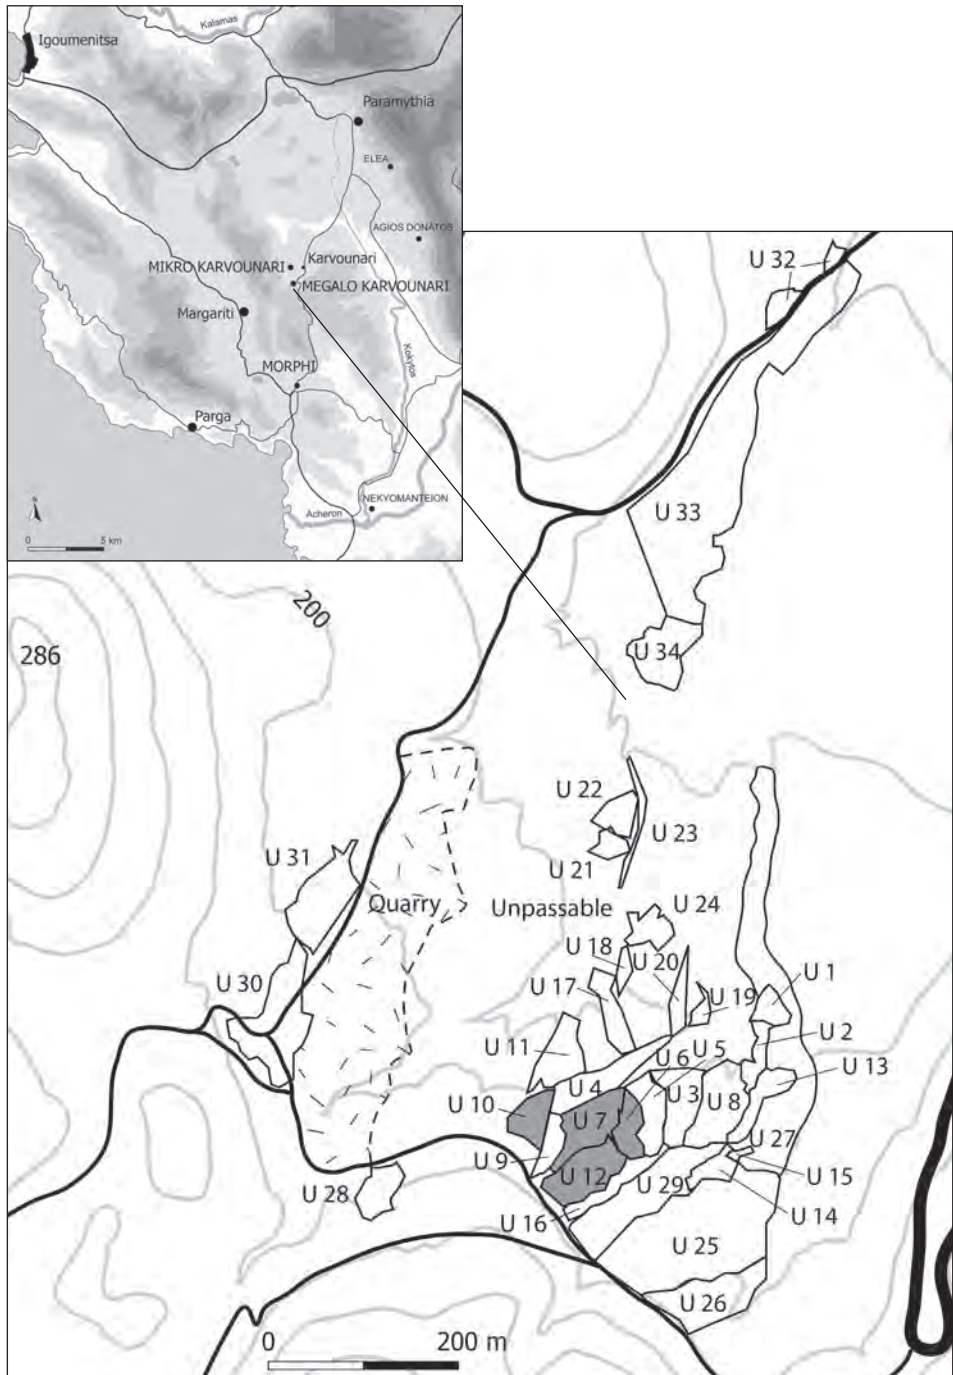 Kalamas
Igoumenitsa
Paramythia
ELEA
AGIOS DONATOS
MIKRO KARVOUNARI
Karvounari
MEGALO KARVOUNARI
Margariti
Kokytos
MORPHI
Parga
NEKYOMANTEION
Acheron
N
0 5 km
U 32
U 33
200
U 34
286
U 22
U 23
U 31
U 21
Quarry
Unpassable
U 24
U 18
U 20
U 30
U 17
U 19
U 1
U 2
U 11
U 6
U 5
U 13
U 4
U 3
U 8
U 10
U 7
U 27
U 9
U 12
U 29
U 15
U 28
U 16
U 14
U 25
U 26
0 200 m